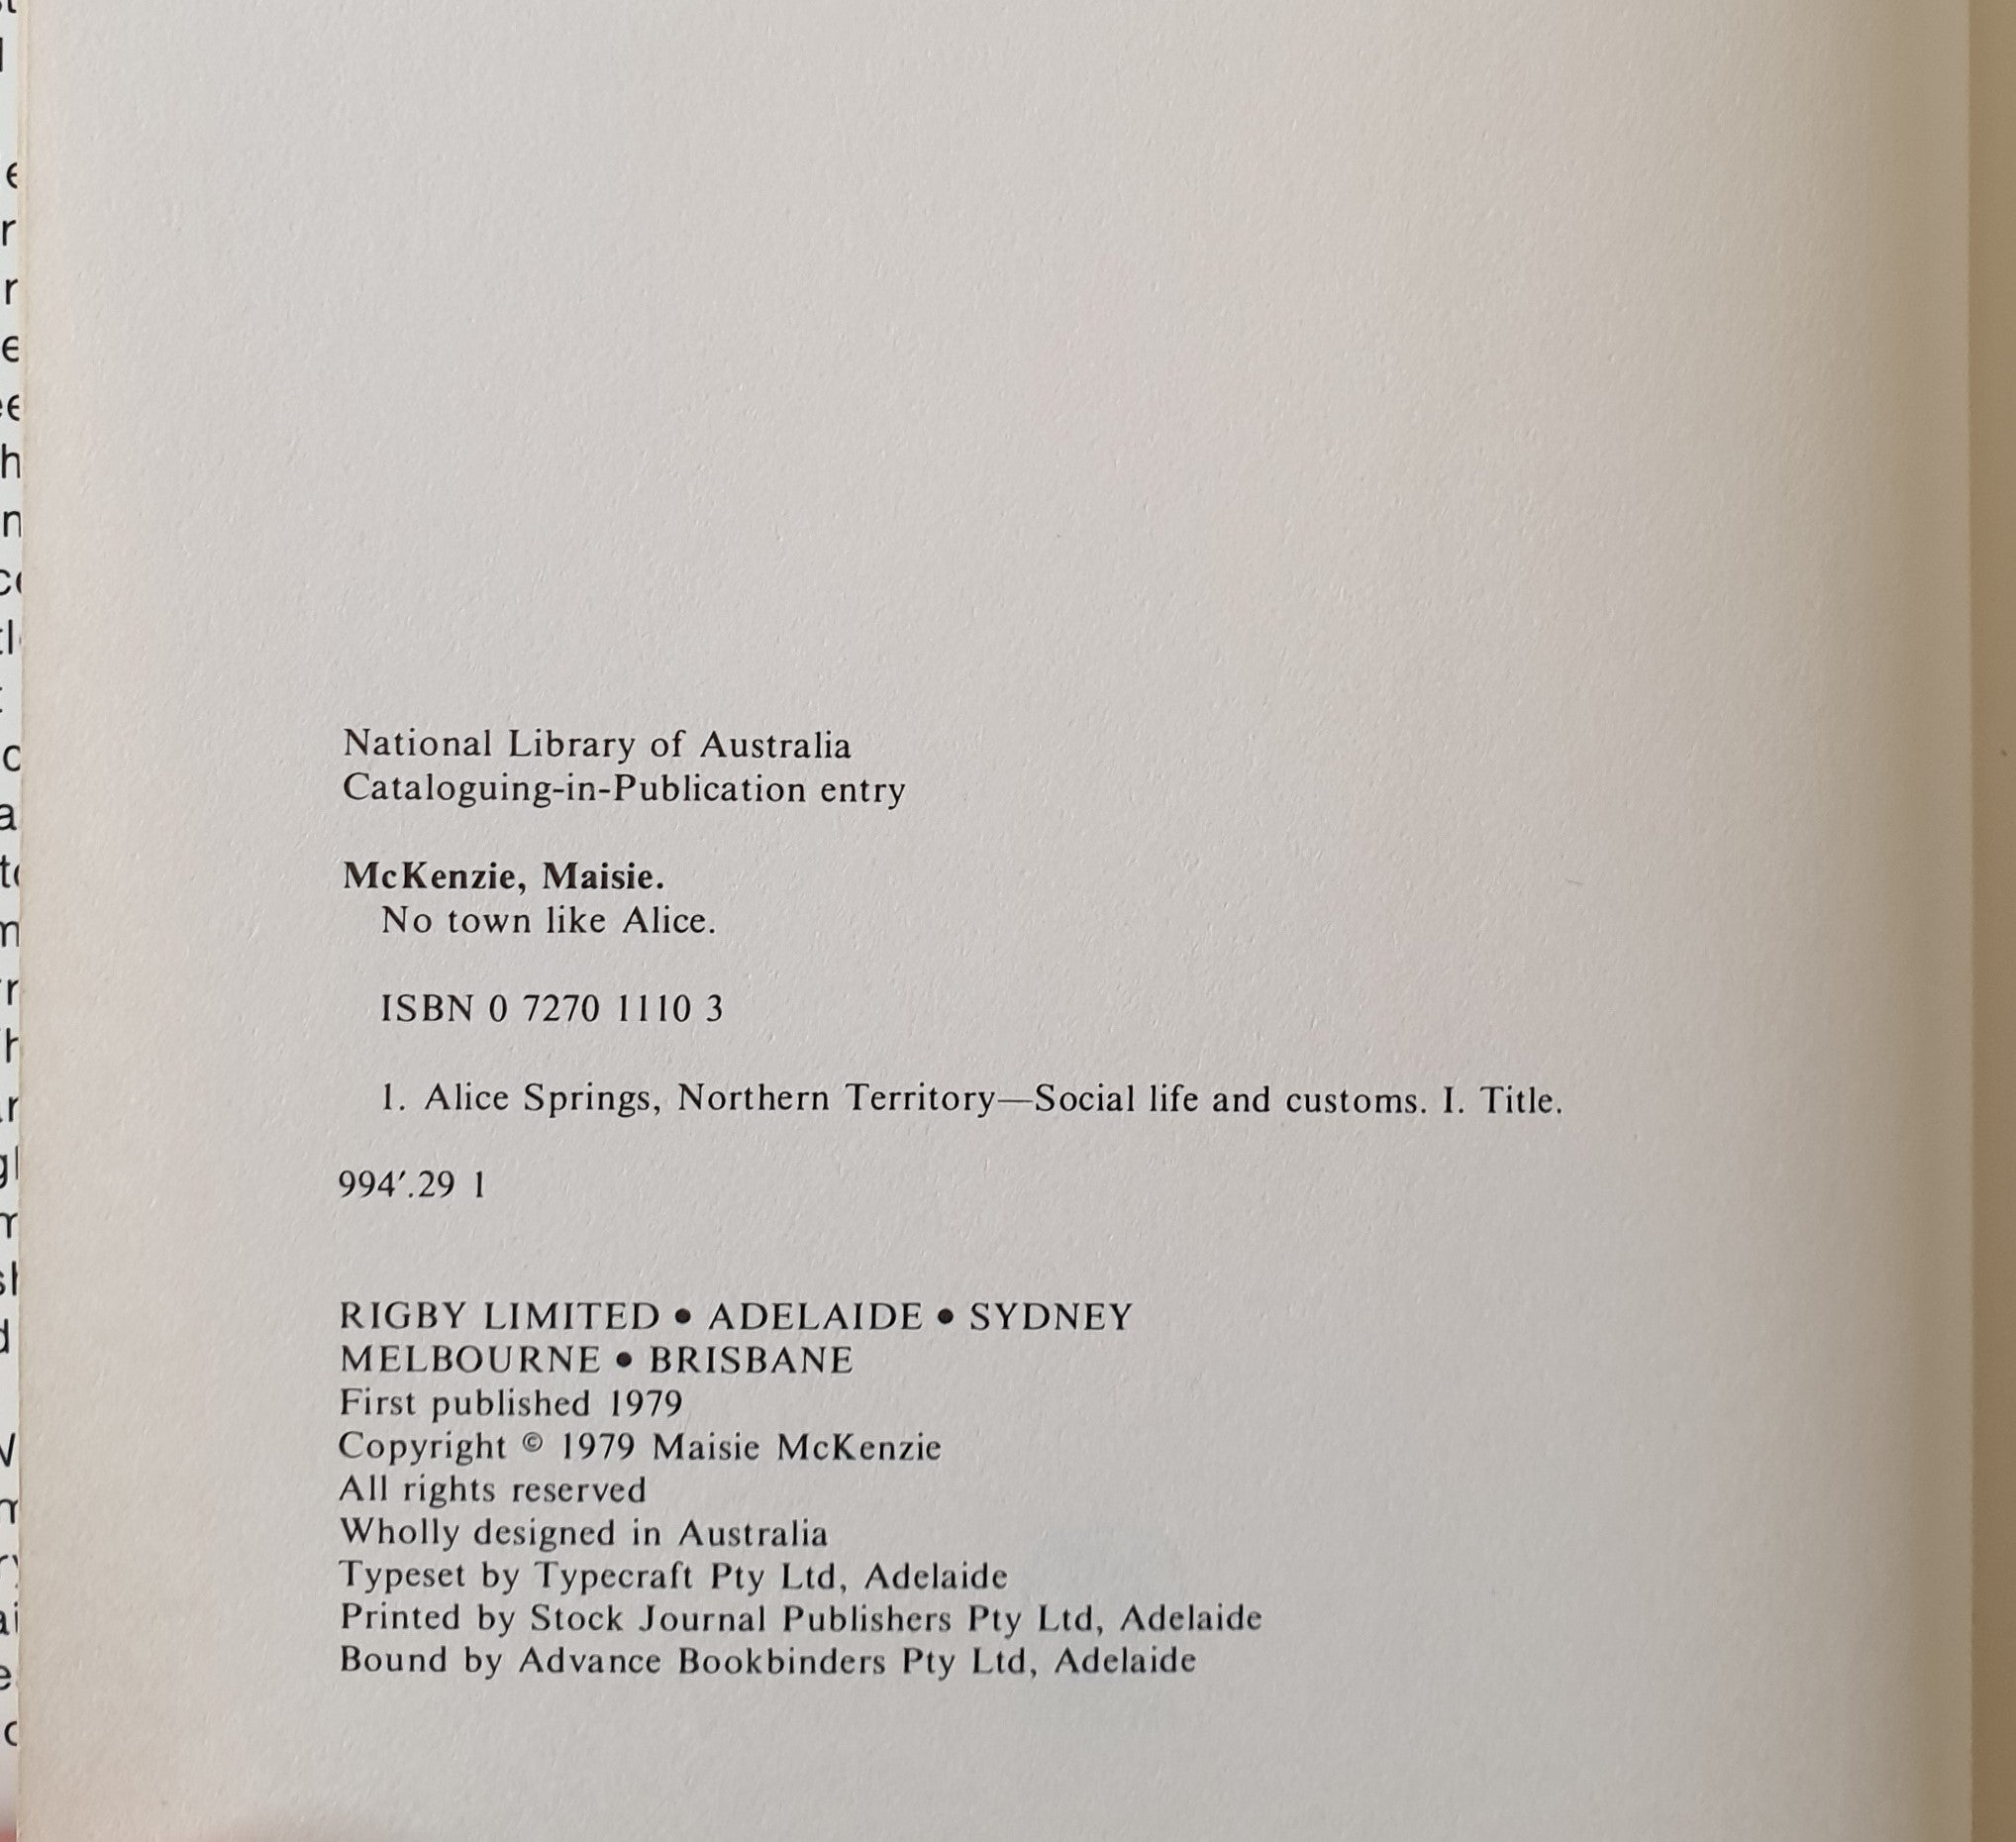 National Library of Australia
Cataloguing-in-Publication entry
McKenzie, Maisie.
No town like Alice.
ISBN 0 7270 1110 3
1. Alice Springs, Northern Territory—Social life and customs. I. Title.
994′.29 1
RIGBY LIMITED • ADELAIDE • SYDNEY
MELBOURNE • BRISBANE
First published 1979
Copyright © 1979 Maisie McKenzie
All rights reserved
Wholly designed in Australia
Typeset by Typecraft Pty Ltd, Adelaide
Printed by Stock Journal Publishers Pty Ltd, Adelaide
Bound by Advance Bookbinders Pty Ltd, Adelaide